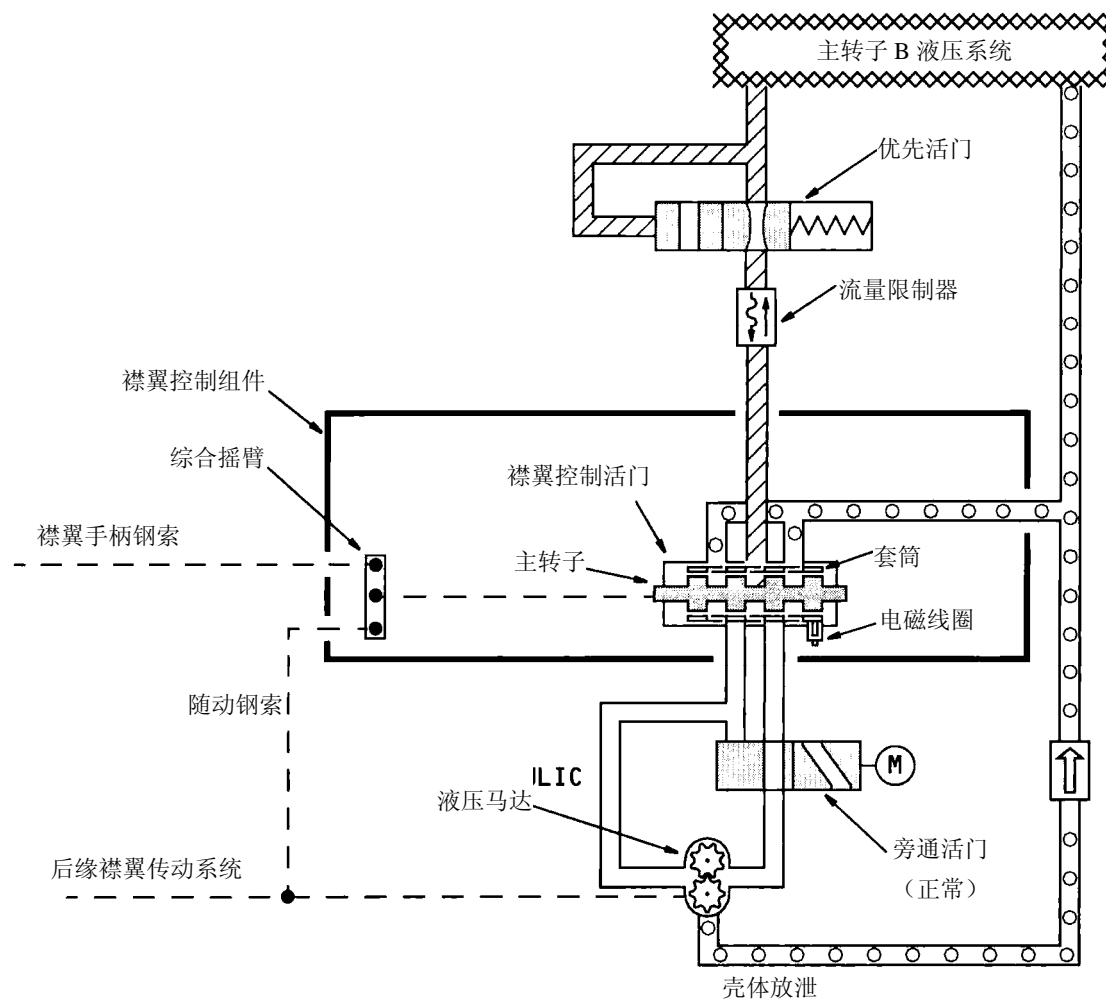 主转子 B 液压系统
优先活门
流量限制器
襟翼控制组件
综合摇臂
襟翼控制活门
襟翼手柄钢索
主转子
套筒
电磁线圈
随动钢索
M
LIC
液压马达
旁通活门
（正常）
后缘襟翼传动系统
壳体放泄